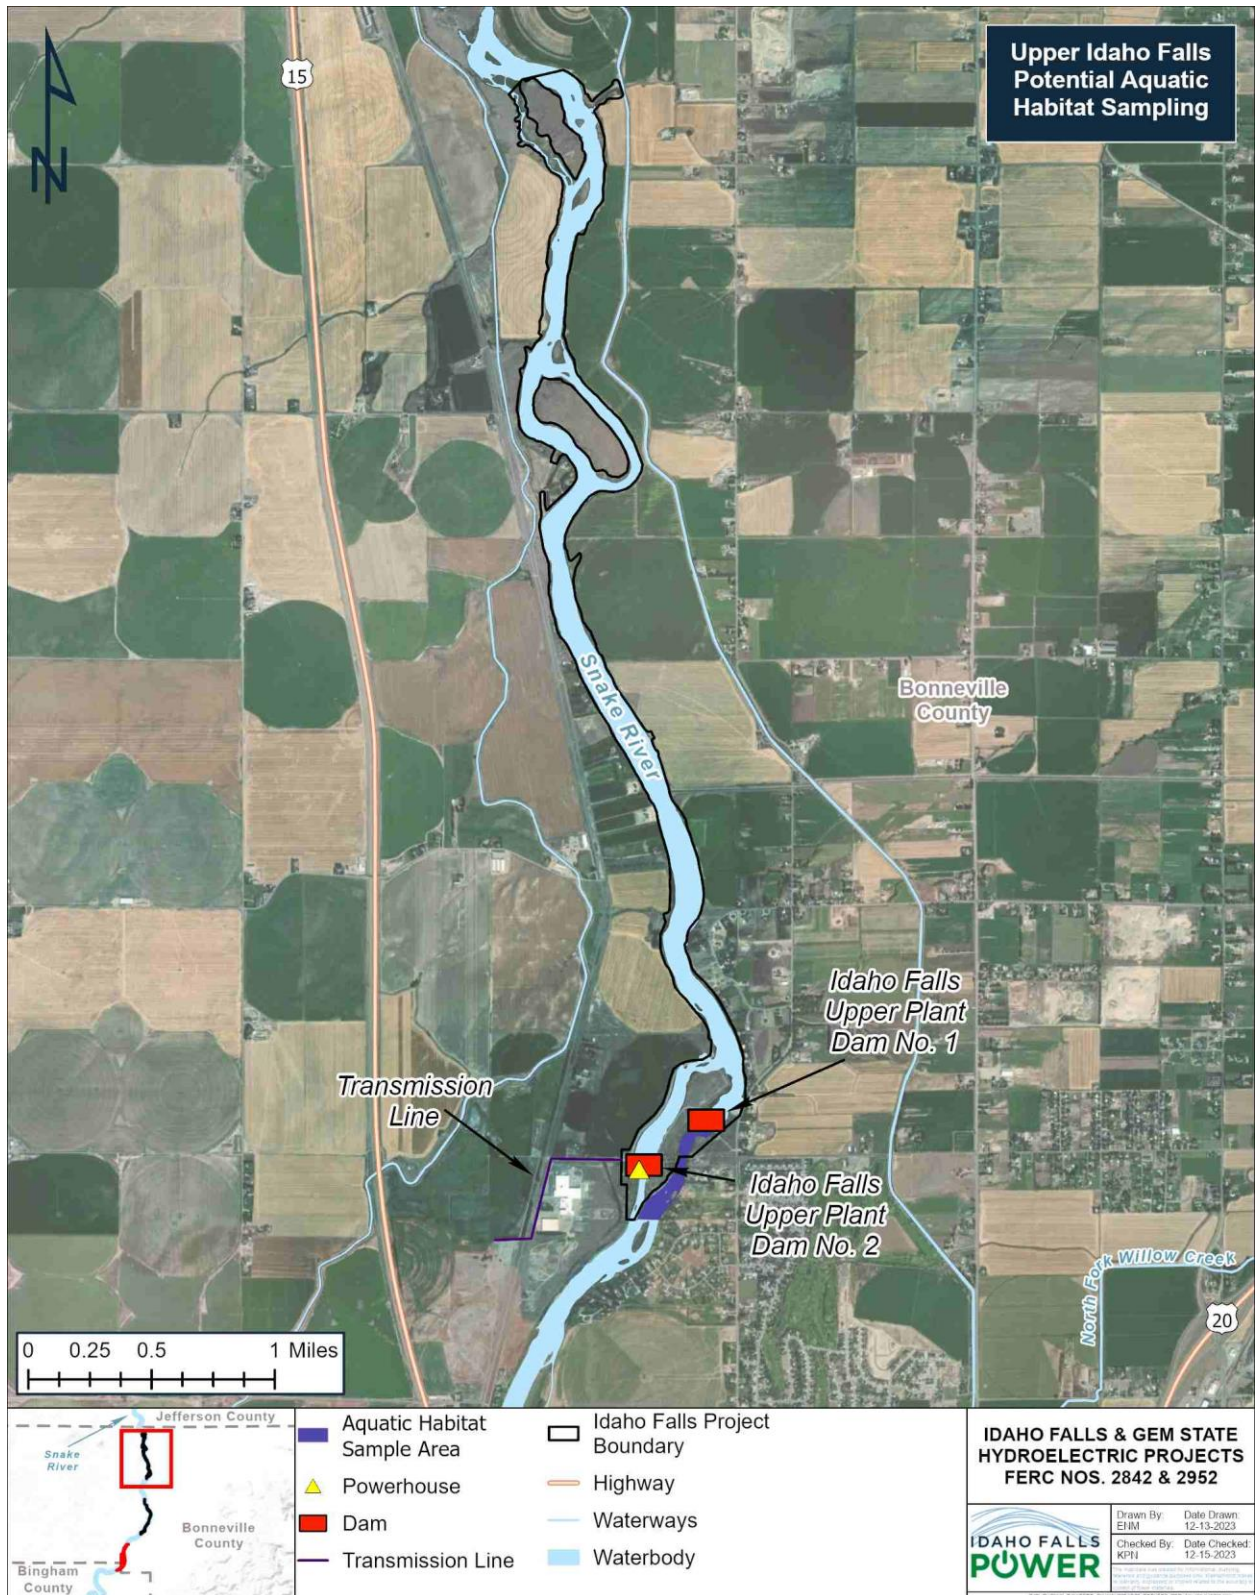 Upper Idaho Falls
Potential Aquatic
Habitat Sampling
15
N
Snake River
Bonneville
County
Idaho Falls
Upper Plant
Dam No. 1
Transmission
Line
Idaho Falls
Upper Plant
Dam No. 2
North Fork Willow Creek
20
0 0.25 0.5 1 Miles
Jefferson County
Snake
River
Bonneville
County
Bingham
County
Aquatic Habitat
Sample Area
Powerhouse
Dam
Transmission Line
Idaho Falls Project
Boundary
Highway
Waterways
Waterbody
IDAHO FALLS & GEM STATE
HYDROELECTRIC PROJECTS
FERC NOS. 2842 & 2952
IDAHO FALLS
POWER
Drawn By: Date Drawn:
ENM 12-13-2023
Checked By: Date Checked:
KPN 12-15-2023